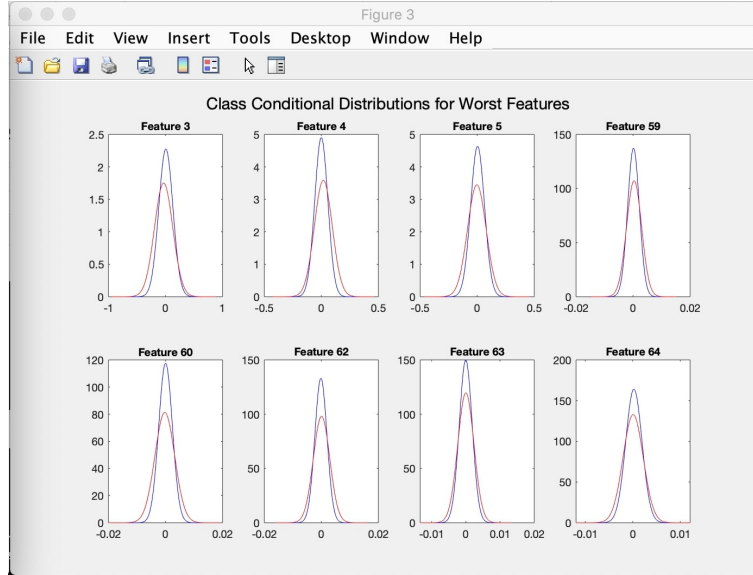 Figure 3
File Edit View Insert Tools Desktop Window Help
Class Conditional Distributions for Worst Features
Feature 3
2.5
2
1.5
1
0.5
0
-1 0 1
Feature 4
5
4
3
2
1
0
-0.5 0 0.5
Feature 5
5
4
3
2
1
0
-0.5 0 0.5
Feature 59
150
100
50
0
-0.02 0 0.02
Feature 60
120
100
80
60
40
20
0
-0.02 0 0.02
Feature 62
150
100
50
0
-0.02 0 0.02
Feature 63
150
100
50
0
-0.01 0 0.01 0.02
Feature 64
200
150
100
50
0
-0.01 0 0.01